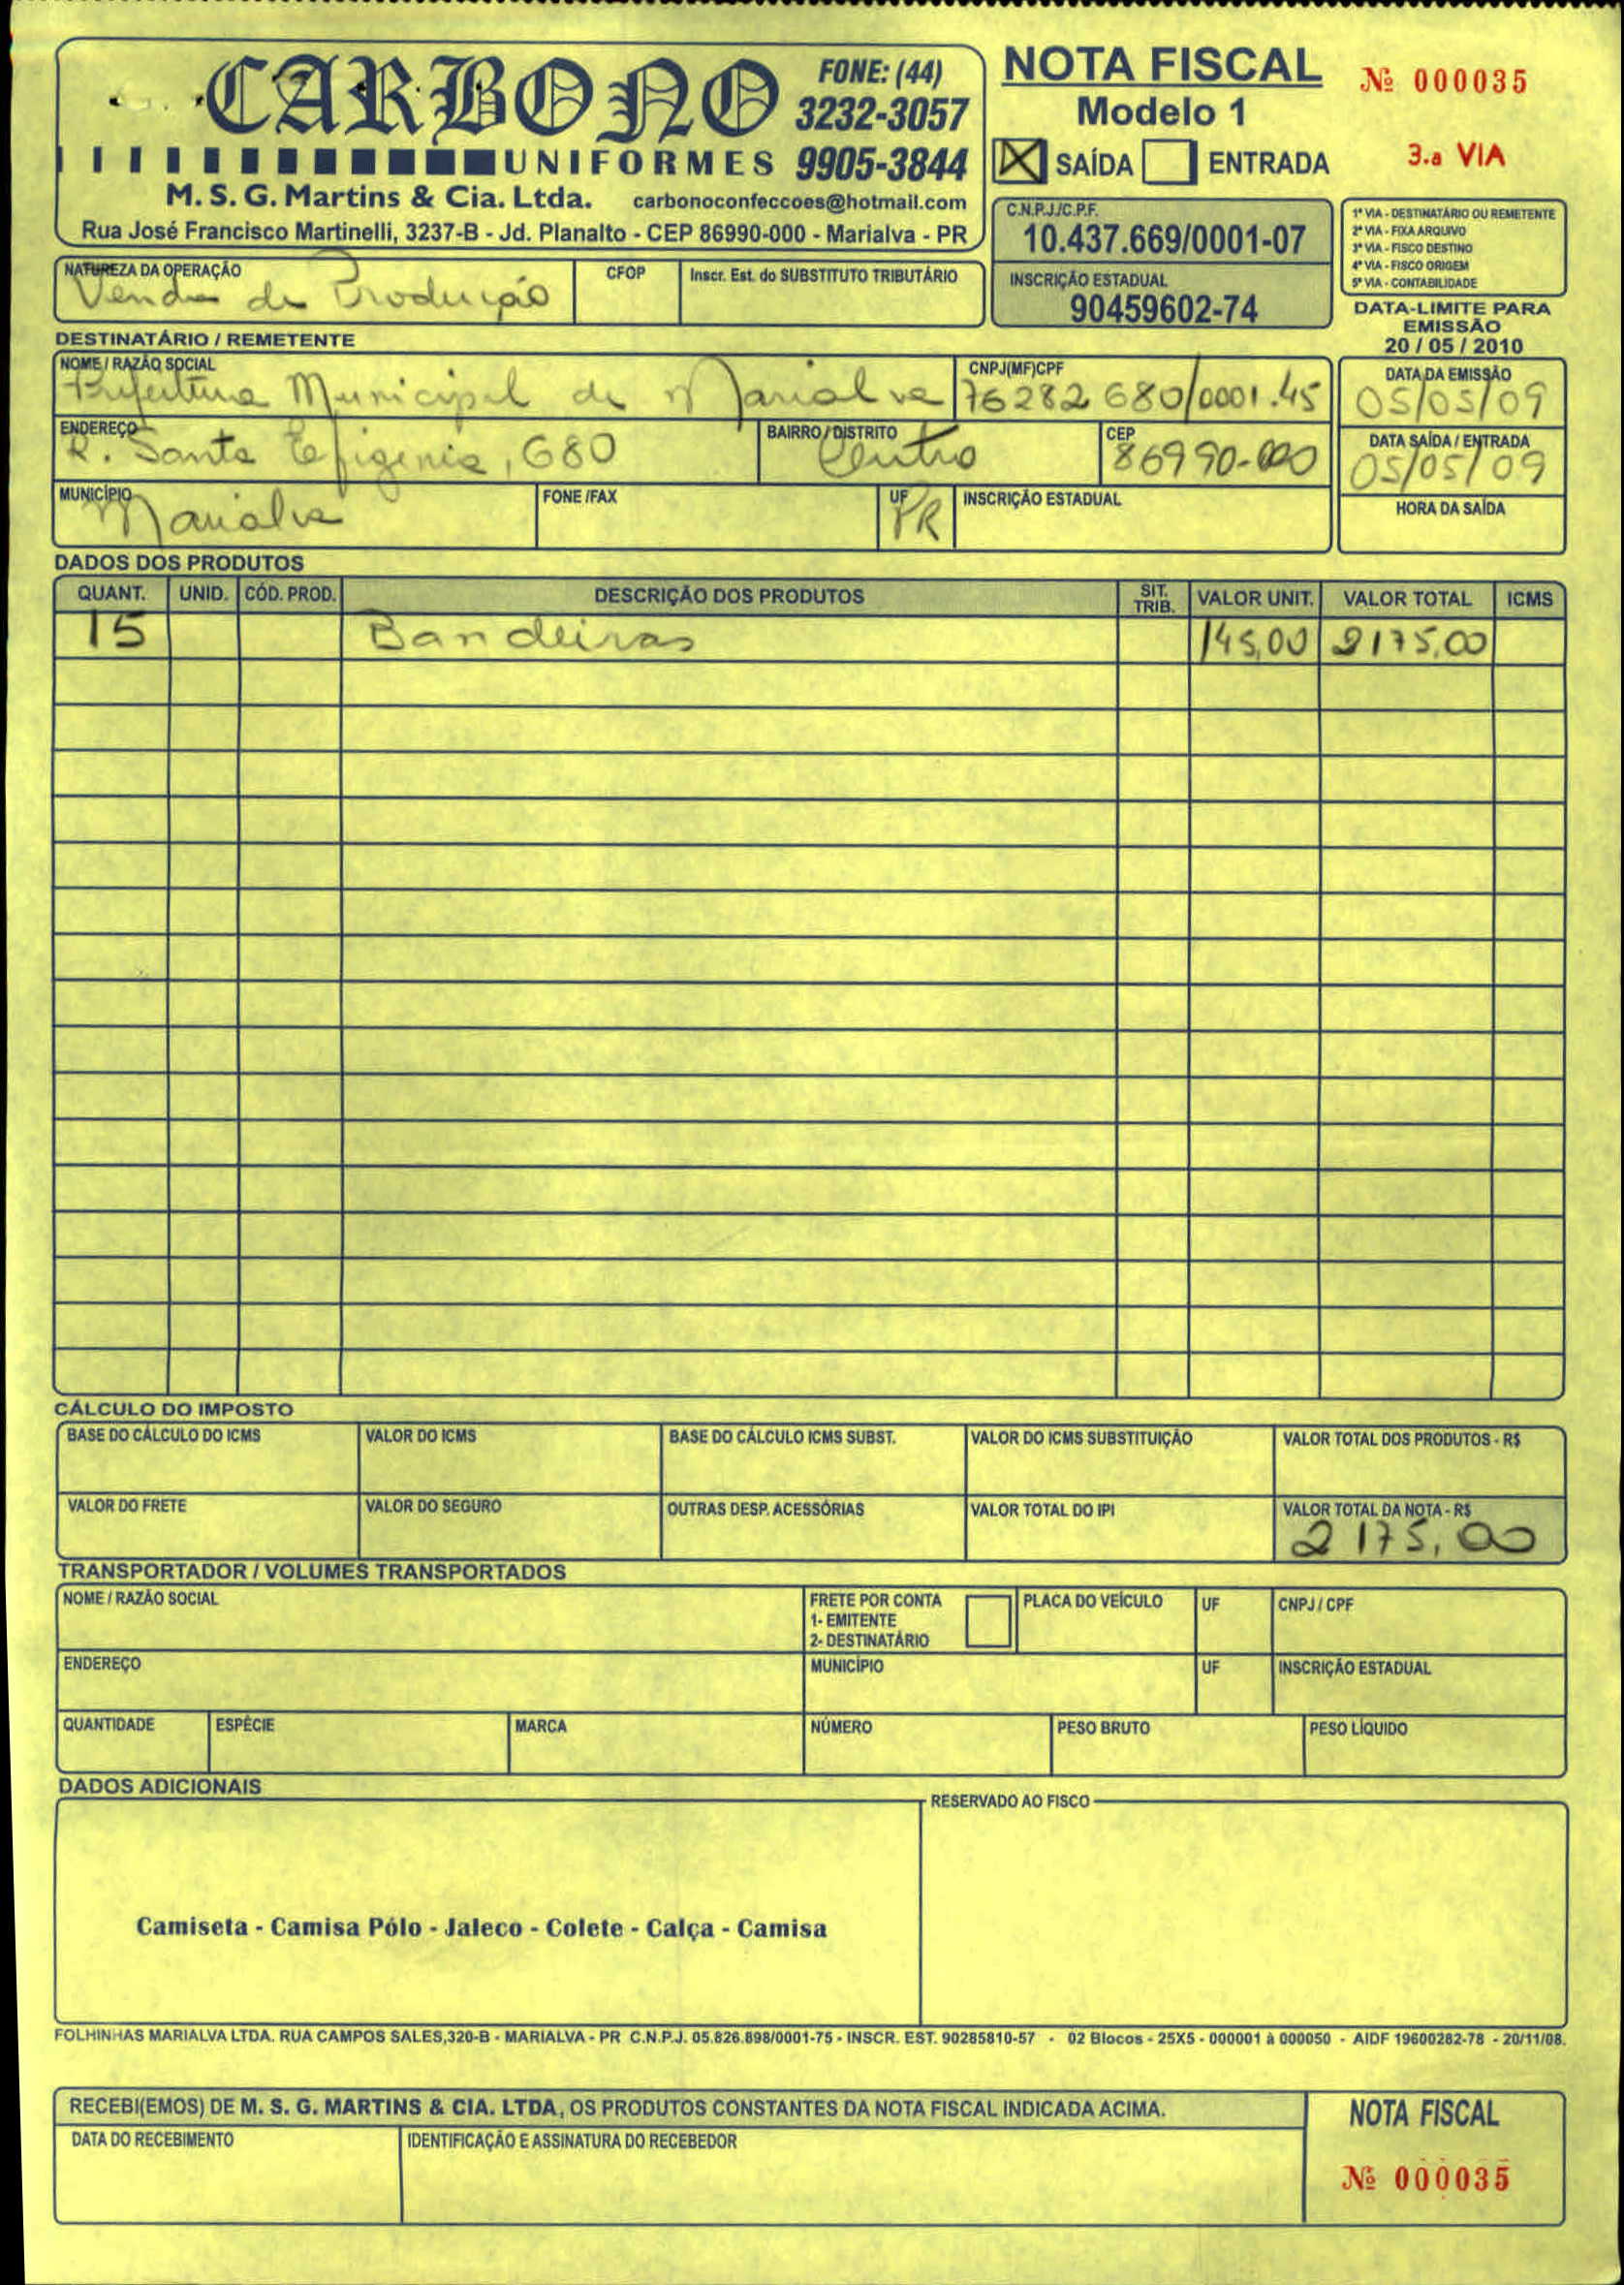 CARBONO
FONE: (44)
3232-3057
UNIFORMES 9905-3844
M. S. G. Martins & Cia. Ltda. carbonoconfeccoes@hotmail.com
Rua José Francisco Martinelli, 3237-B - Jd. Planalto - CEP 86990-000 - Marialva - PR
NOTA FISCAL
Modelo 1
X SAÍDA ENTRADA
Nº 000035
3.a VIA
C.N.P.J./C.P.F.
10.437.669/0001-07
INSCRIÇÃO ESTADUAL
90459602-74
1ª VIA - DESTINATÁRIO OU REMETENTE
2ª VIA - FIXA ARQUIVO
3ª VIA - FISCO DESTINO
4ª VIA - FISCO ORIGEM
5ª VIA - CONTABILIDADE
DATA-LIMITE PARA
EMISSÃO
20 / 05 / 2010
NATUREZA DA OPERAÇÃO CFOP Inscr. Est. do SUBSTITUTO TRIBUTÁRIO
Venda de Produção
DESTINATÁRIO / REMETENTE
NOME / RAZÃO SOCIAL CNPJ(MF)CPF DATA DA EMISSÃO
Prefeitura Municipal de Marialva 76282680/0001.45 05/05/09
ENDEREÇO BAIRRO / DISTRITO CEP DATA SAÍDA / ENTRADA
R. Santa Efigenia, 680 Centro 86990-000 05/05/09
MUNICÍPIO FONE /FAX UF INSCRIÇÃO ESTADUAL HORA DA SAÍDA
Marialva PR
DADOS DOS PRODUTOS
QUANT. UNID. CÓD. PROD. DESCRIÇÃO DOS PRODUTOS SIT. TRIB. VALOR UNIT. VALOR TOTAL ICMS
15 Bandeiras 145,00 2175,00
CÁLCULO DO IMPOSTO
BASE DO CÁLCULO DO ICMS VALOR DO ICMS BASE DO CÁLCULO ICMS SUBST. VALOR DO ICMS SUBSTITUIÇÃO VALOR TOTAL DOS PRODUTOS - R$
VALOR DO FRETE VALOR DO SEGURO OUTRAS DESP. ACESSÓRIAS VALOR TOTAL DO IPI VALOR TOTAL DA NOTA - R$
2175,00
TRANSPORTADOR / VOLUMES TRANSPORTADOS
NOME / RAZÃO SOCIAL FRETE POR CONTA PLACA DO VEÍCULO UF CNPJ / CPF
1- EMITENTE
2- DESTINATÁRIO
ENDEREÇO MUNICÍPIO UF INSCRIÇÃO ESTADUAL
QUANTIDADE ESPÉCIE MARCA NÚMERO PESO BRUTO PESO LÍQUIDO
DADOS ADICIONAIS
RESERVADO AO FISCO
Camiseta - Camisa Pólo - Jaleco - Colete - Calça - Camisa
FOLHINHAS MARIALVA LTDA. RUA CAMPOS SALES,320-B - MARIALVA - PR C.N.P.J. 05.826.898/0001-75 - INSCR. EST. 90285810-57 - 02 Blocos - 25X5 - 000001 à 000050 - AIDF 19600282-78 - 20/11/08.
RECEBI(EMOS) DE M. S. G. MARTINS & CIA. LTDA, OS PRODUTOS CONSTANTES DA NOTA FISCAL INDICADA ACIMA.
DATA DO RECEBIMENTO IDENTIFICAÇÃO E ASSINATURA DO RECEBEDOR
NOTA FISCAL
Nº 000035